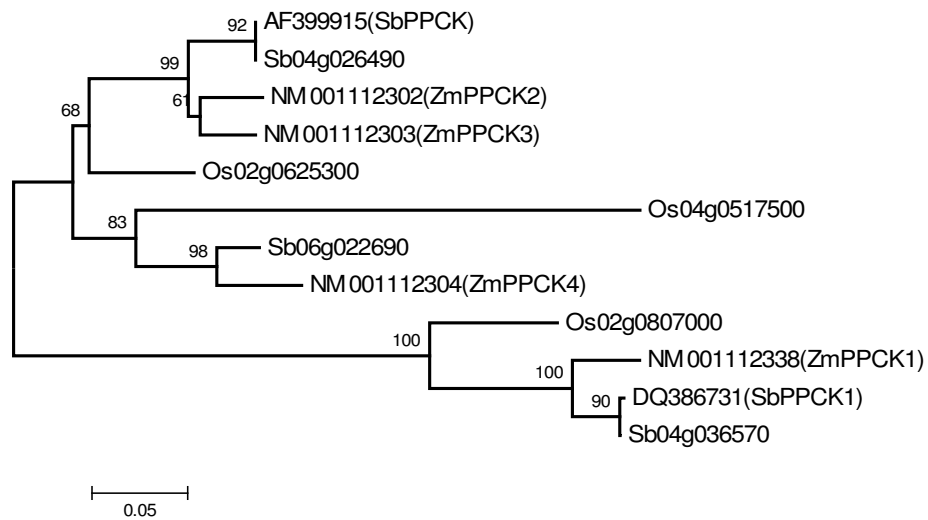 92
AF399915(SbPPCK)
Sb04g026490
99
61
NM 001112302(ZmPPCK2)
NM 001112303(ZmPPCK3)
68
Os02g0625300
Os04g0517500
83
Sb06g022690
98
NM 001112304(ZmPPCK4)
Os02g0807000
100
NM 001112338(ZmPPCK1)
100
DQ386731(SbPPCK1)
90
Sb04g036570
0.05